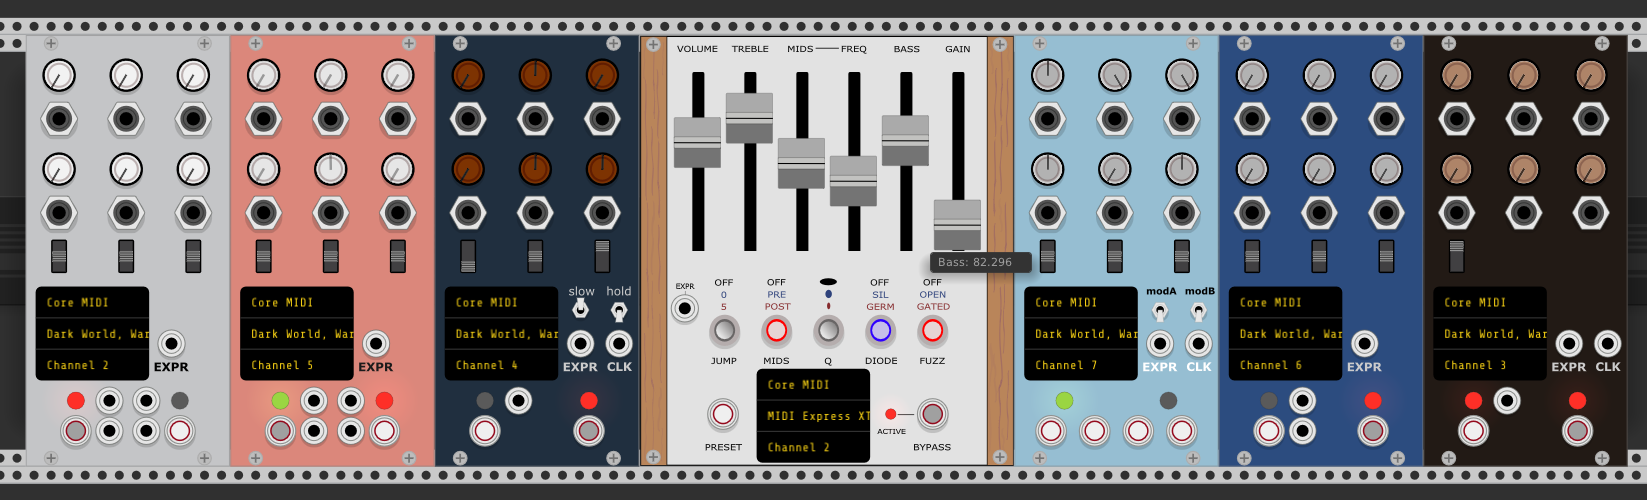 VOLUME TREBLE MIDS FREQ BASS GAIN
Bass: 82.296
Core MIDI
Dark World, War
Channel 2
EXPR
Core MIDI
Dark World, War
Channel 5
EXPR
slow hold
Core MIDI
Dark World, War
Channel 4
EXPR CLK
EXPR
OFF OFF OFF OFF
0 PRE SIL OPEN
5 POST GERM GATED
JUMP MIDS Q DIODE FUZZ
Core MIDI
MIDI Express XT
Channel 2
ACTIVE
PRESET BYPASS
modA modB
Core MIDI
Dark World, War
Channel 7
EXPR CLK
Core MIDI
Dark World, War
Channel 6
EXPR
Core MIDI
Dark World, War
Channel 3
EXPR CLK